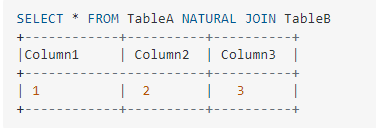 SELECT * FROM TableA NATURAL JOIN TableB
+------------+----------+----------+
|Column1     | Column2  | Column3  |
+-----------------------+----------+
| 1          |  2       |   3      |
+------------+----------+----------+